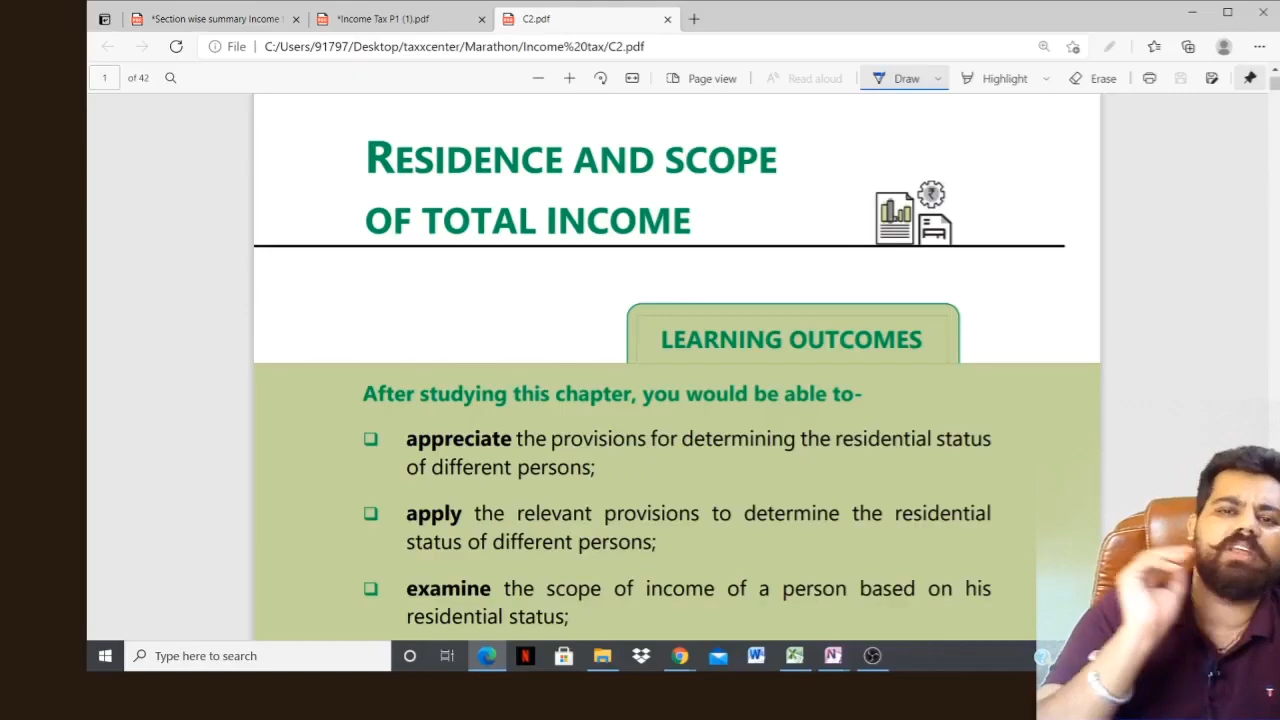 *Section wise summary Income
*Income Tax P1 (1).pdf
C2.pdf
File
C:/Users/91797/Desktop/taxxcenter/Marathon/Income%20tax/C2.pdf
1 of 42
Page view
Read aloud
Draw
Highlight
Erase
RESIDENCE AND SCOPE
OF TOTAL INCOME
₹
LEARNING OUTCOMES
After studying this chapter, you would be able to-
appreciate the provisions for determining the residential status
of different persons;
apply the relevant provisions to determine the residential
status of different persons;
examine the scope of income of a person based on his
residential status;
Type here to search